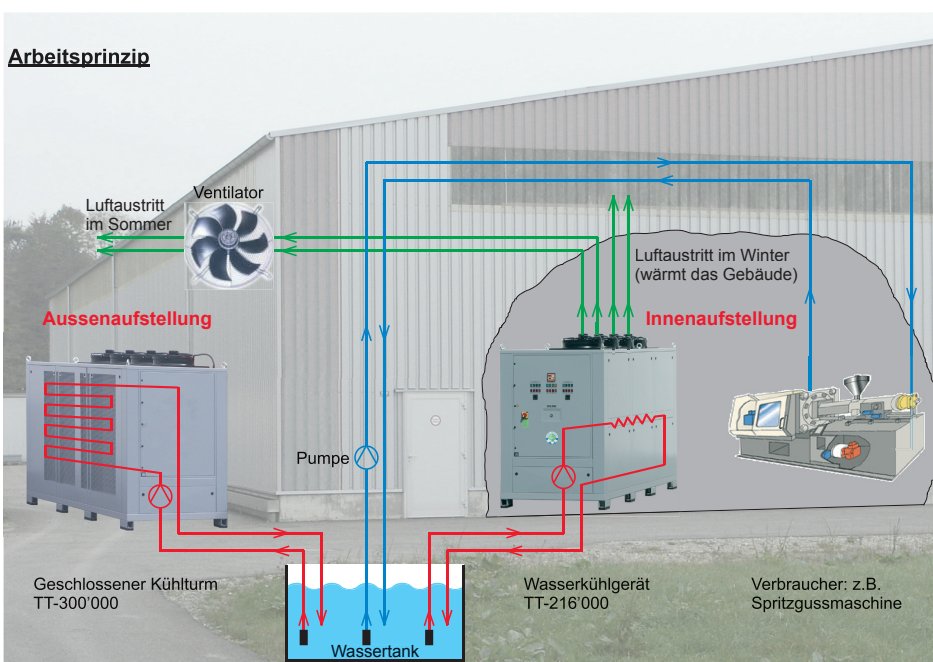 Arbeitsprinzip
Ventilator
Luftaustritt
im Sommer
Luftaustritt im Winter
(wärmt das Gebäude)
Aussenaufstellung
Innenaufstellung
Pumpe
Geschlossener Kühlturm
TT-300'000
Wasserkühlgerät
TT-216'000
Verbraucher: z.B.
Spritzgussmaschine
Wassertank